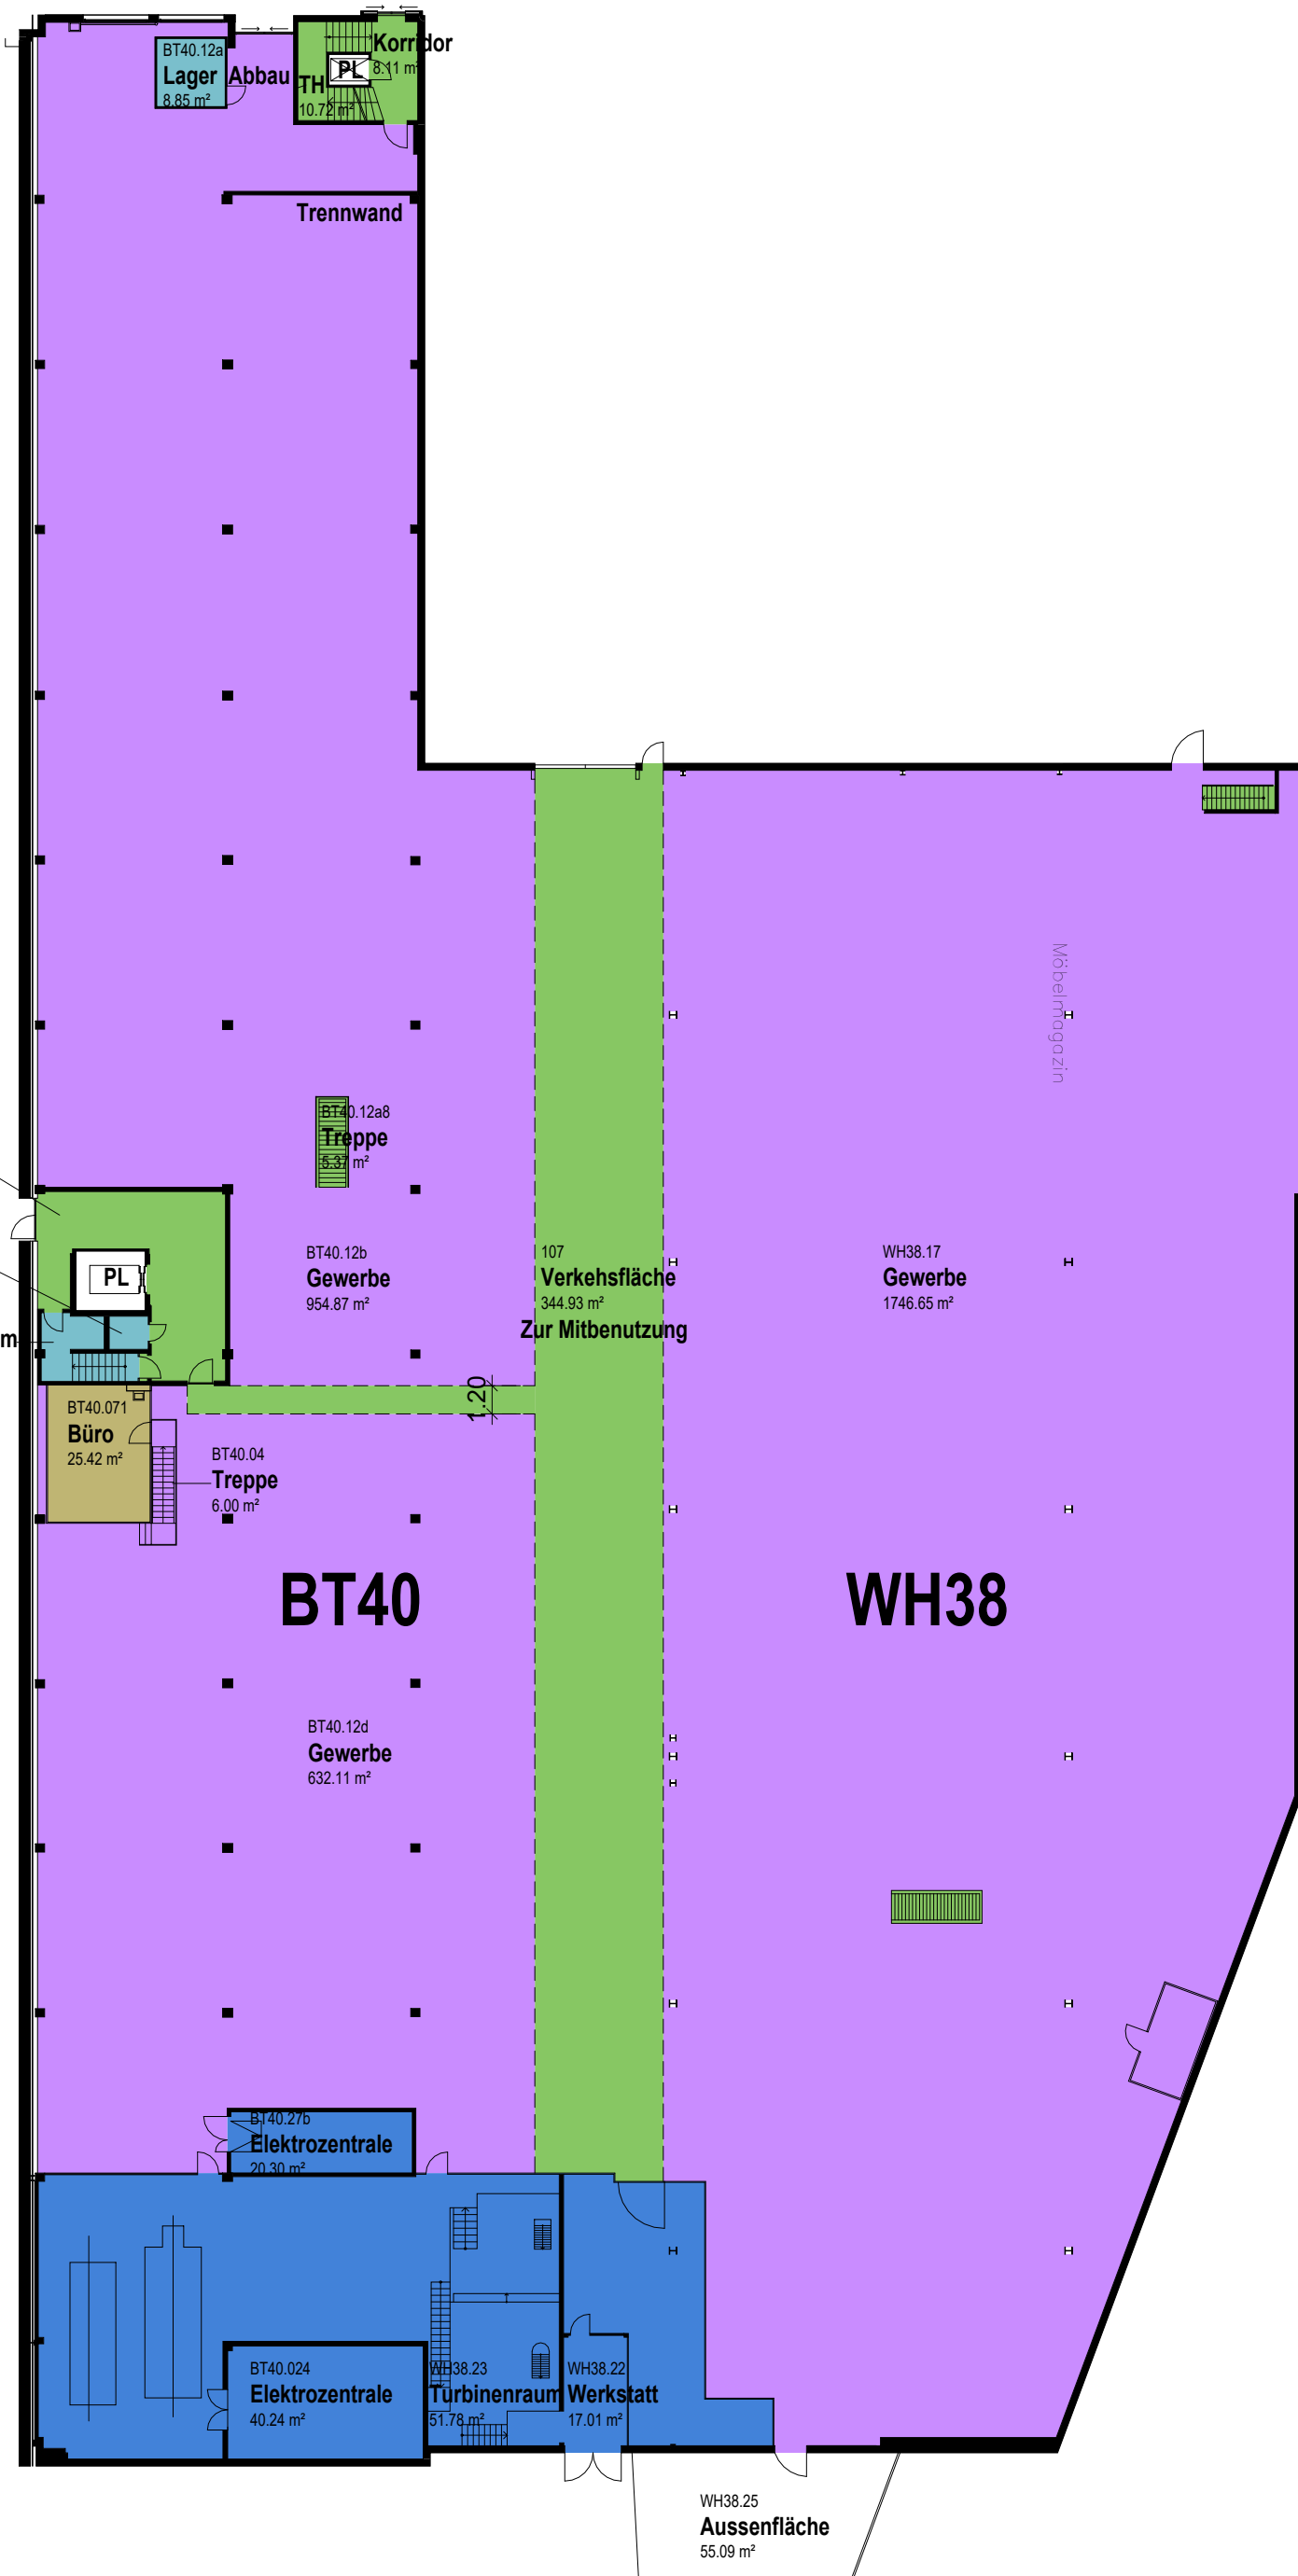 BT40.12a
Lager
8.85 m²
Abbau
TH
10.72 m²
PL
Korridor
8.11 m²
Trennwand
Möbelmagazin
BT40.12a8
Treppe
5.37 m²
BT40.12b
Gewerbe
954.87 m²
107
Verkehsfläche
344.93 m²
Zur Mitbenutzung
WH38.17
Gewerbe
1746.65 m²
PL
m
1.20
BT40.071
Büro
25.42 m²
BT40.04
Treppe
6.00 m²
BT40
WH38
BT40.12d
Gewerbe
632.11 m²
BT40.27b
Elektrozentrale
20.30 m²
BT40.024
Elektrozentrale
40.24 m²
WH38.23
Turbinenraum
51.78 m²
WH38.22
Werkstatt
17.01 m²
WH38.25
Aussenfläche
55.09 m²